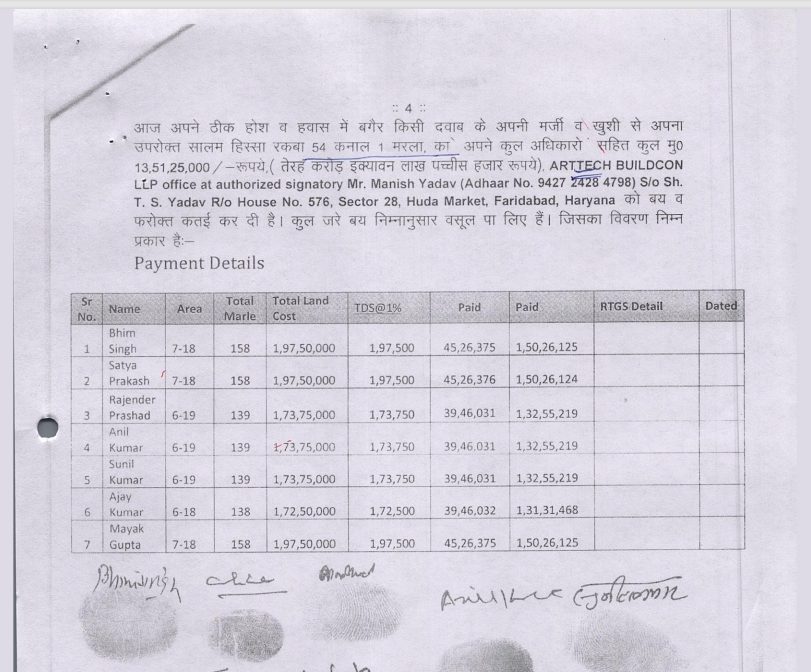 :: 4 ::
आज अपने ठीक होश व हवास में बगैर किसी दवाब के अपनी मर्जी व खुशी से अपना
उपरोक्त सालम हिस्सा रकबा 54 कनाल 1 मरला, का अपने कुल अधिकारो सहित कुल मु0
13,51,25,000/–रूपये,( तेरह करोड़ इक्यावन लाख पच्चीस हजार रूपये), ARTTECH BUILDCON
LLP office at authorized signatory Mr. Manish Yadav (Adhaar No. 9427 2428 4798) S/o Sh.
T. S. Yadav R/o House No. 576, Sector 28, Huda Market, Faridabad, Haryana को बय व
फरोक्त कतई कर दी है। कुल जरे बय निम्नानुसार वसूल पा लिए हैं। जिसका विवरण निम्न
प्रकार है:–
Payment Details
Sr No. Name Area Total Marle Total Land Cost TDS@1% Paid Paid RTGS Detail Dated
1 Bhim Singh 7-18 158 1,97,50,000 1,97,500 45,26,375 1,50,26,125
2 Satya Prakash 7-18 158 1,97,50,000 1,97,500 45,26,376 1,50,26,124
3 Rajender Prashad 6-19 139 1,73,75,000 1,73,750 39,46,031 1,32,55,219
4 Anil Kumar 6-19 139 1,73,75,000 1,73,750 39,46,031 1,32,55,219
5 Sunil Kumar 6-19 139 1,73,75,000 1,73,750 39,46,031 1,32,55,219
6 Ajay Kumar 6-18 138 1,72,50,000 1,72,500 39,46,032 1,31,31,468
7 Mayak Gupta 7-18 158 1,97,50,000 1,97,500 45,26,375 1,50,26,125